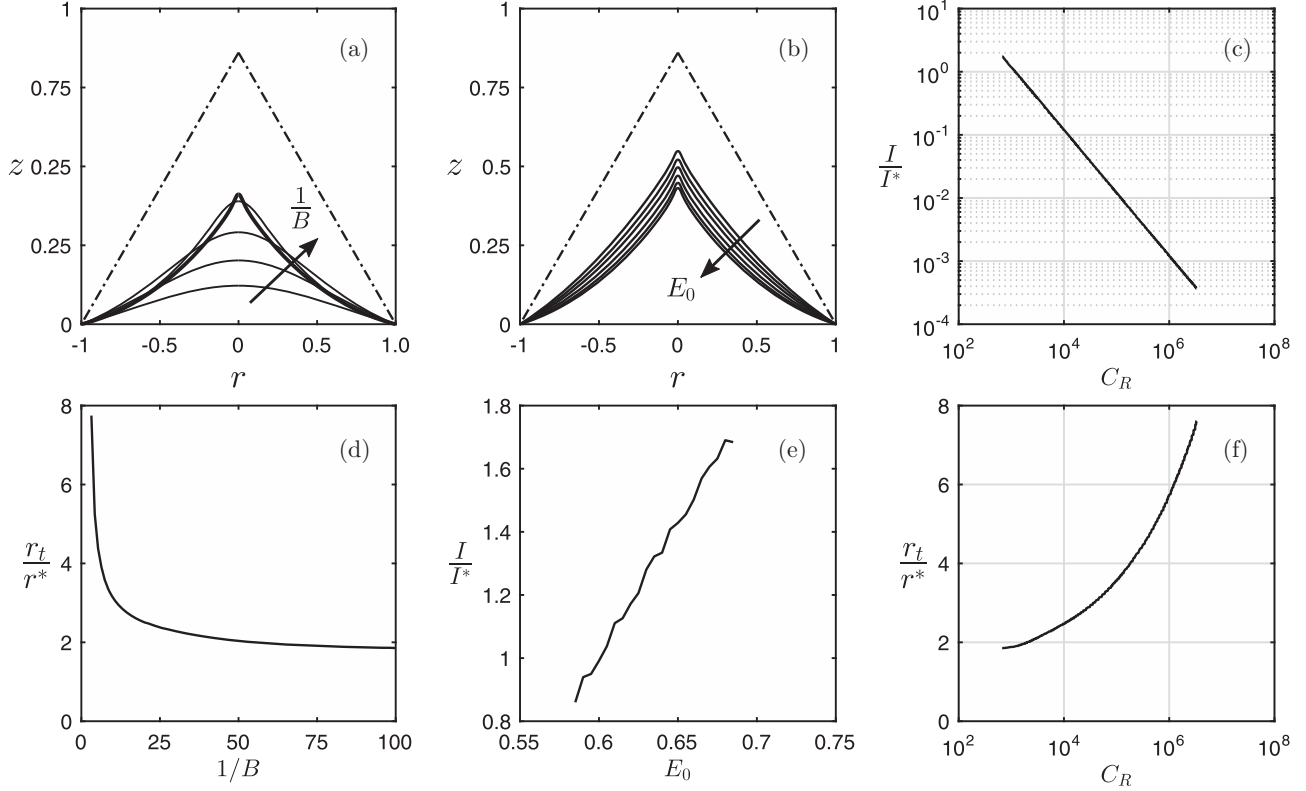 (a)
1
0.75
0.25
0.25
0
z
1/B
-1 -0.5 0 0.5 1.0
r
(b)
1
0.75
0.5
0.25
0
z
E_0
-1 -0.5 0 0.5 1
r
(c)
10^1
10^0
10^-1
10^-2
10^-3
10^-4
I/I*
10^2 10^4 10^6 10^8
C_R
(d)
8
6
4
2
0
r_t/r*
0 25 50 75 100
1/B
(e)
1.8
1.6
1.4
1.2
1
0.8
I/I*
0.55 0.6 0.65 0.7 0.75
E_0
(f)
8
6
4
2
0
r_t/r*
10^2 10^4 10^6 10^8
C_R